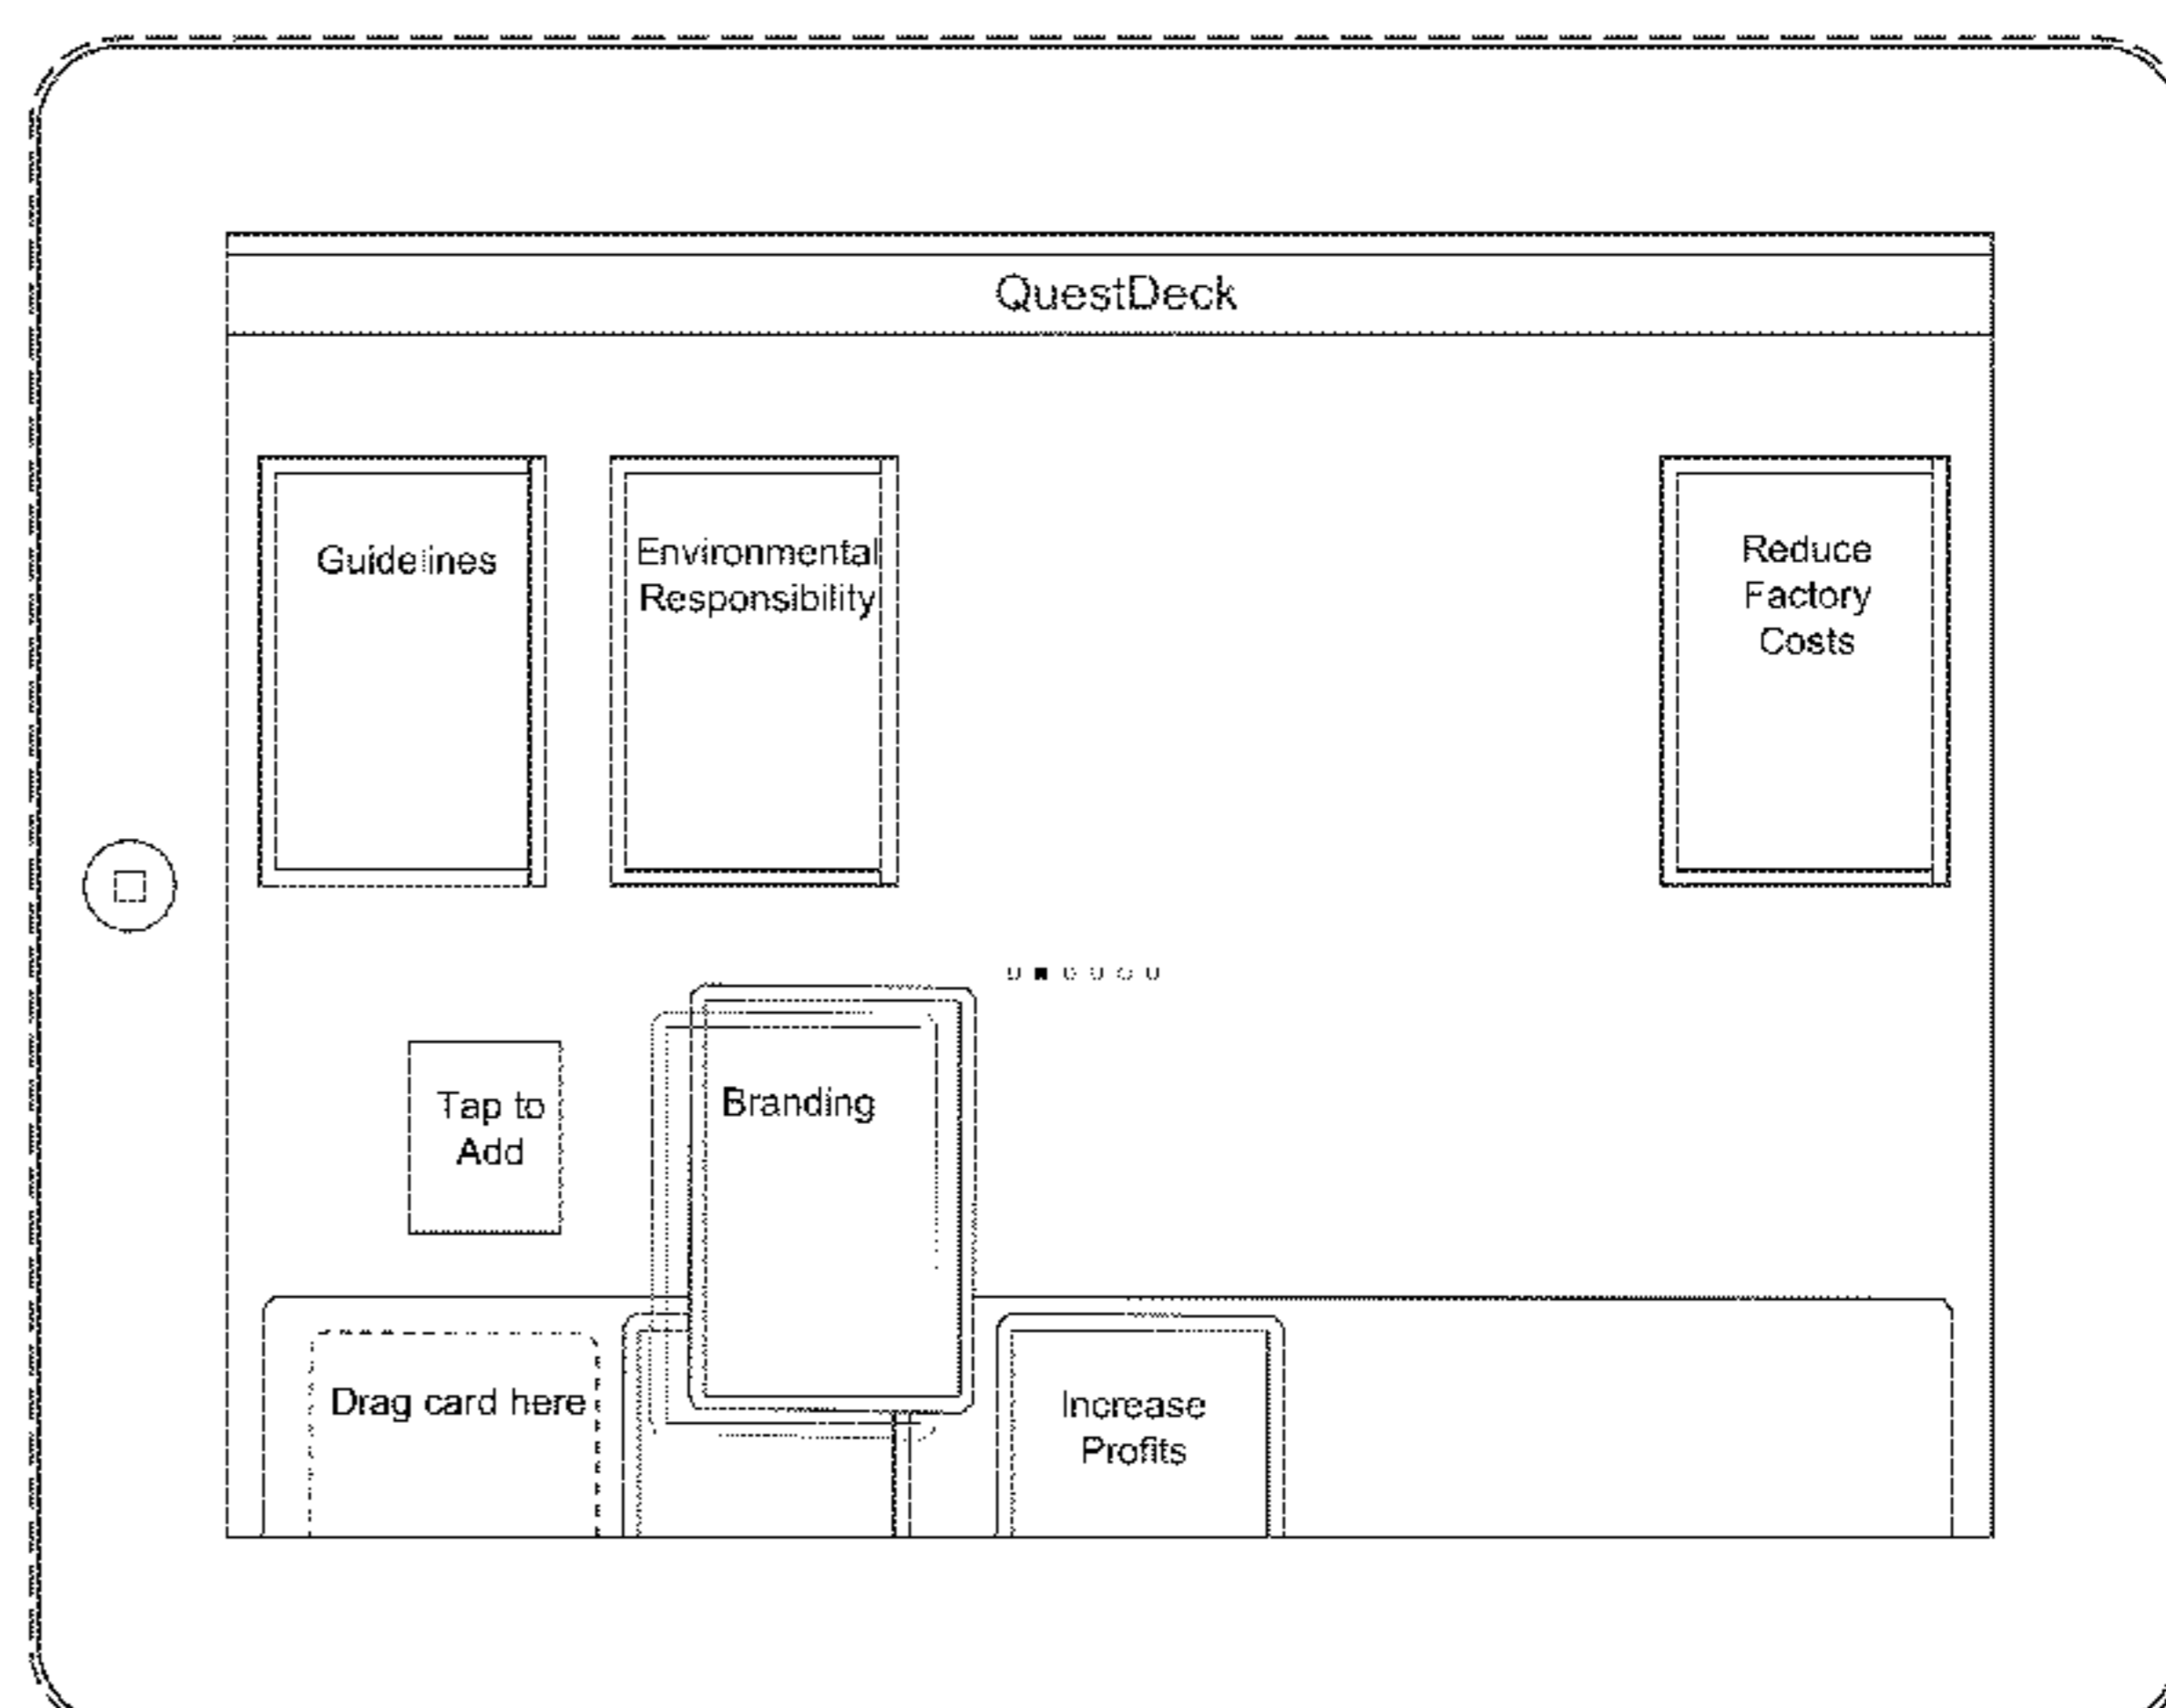 QuestDeck
Guidelines
Environmental
Responsibility
Reduce
Factory
Costs
Tap to
Add
Branding
Drag card here
Increase
Profits